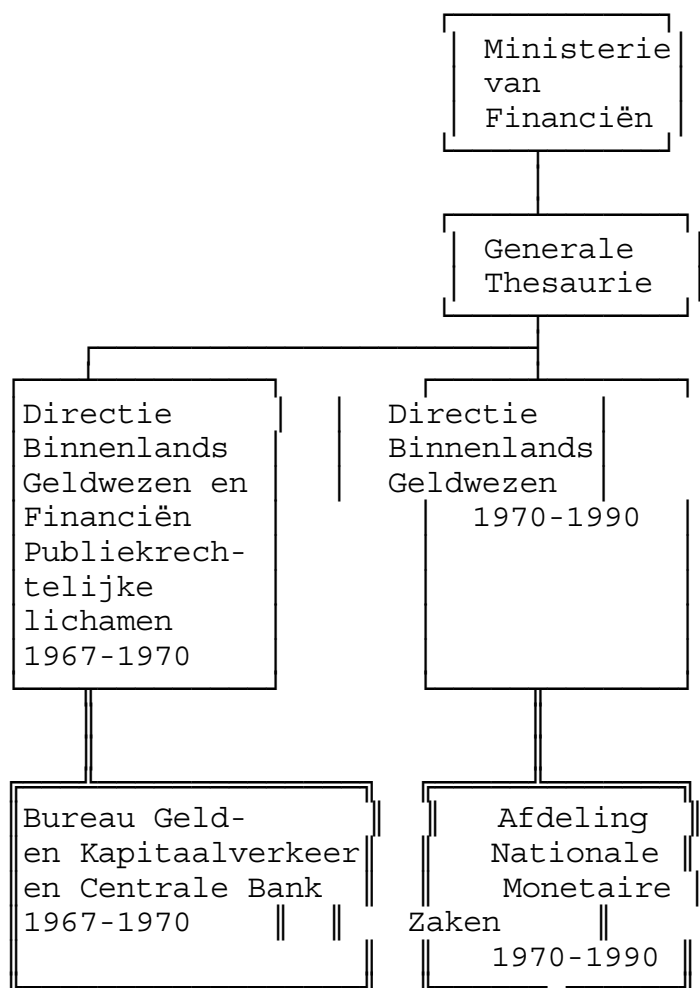 Ministerie
van
Financiën
Generale
Thesaurie
Directie
Binnenlands
Geldwezen en
Financiën
Publiekrech-
telijke
lichamen
1967-1970
Directie
Binnenlands
Geldwezen
1970-1990
Bureau Geld-
en Kapitaalverkeer
en Centrale Bank
1967-1970
Afdeling
Nationale
Monetaire
Zaken
1970-1990